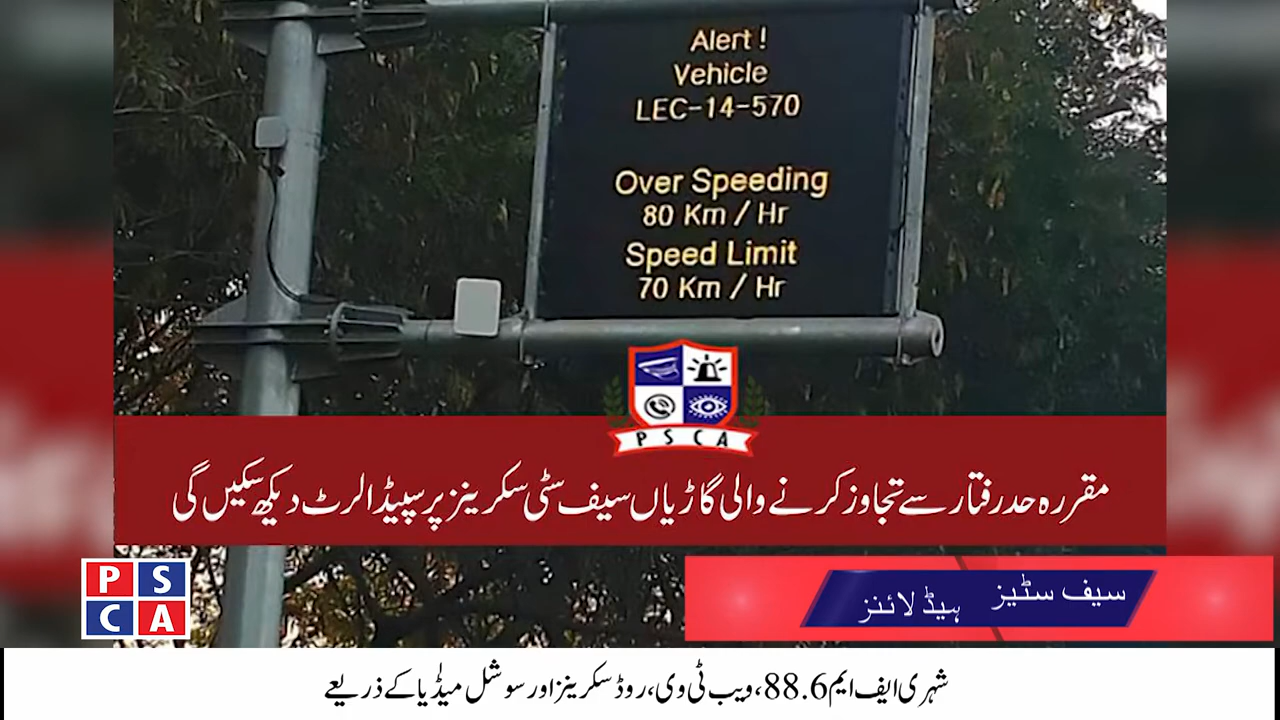 Alert !
Vehicle
LEC-14-570
Over Speeding
80 Km / Hr
Speed Limit
70 Km / Hr
P S C A
مقررہ حد رفتار سے تجاوز کرنے والی گاڑیاں سیف سٹی سکرینز پر سپیڈ الرٹ دیکھ سکیں گی
P S
C A
سیف سٹیز
ہیڈ لائنز
شہری ایف ایم 88.6، ویب ٹی وی، روڈ سکرینز اور سوشل میڈیا کے ذریعے